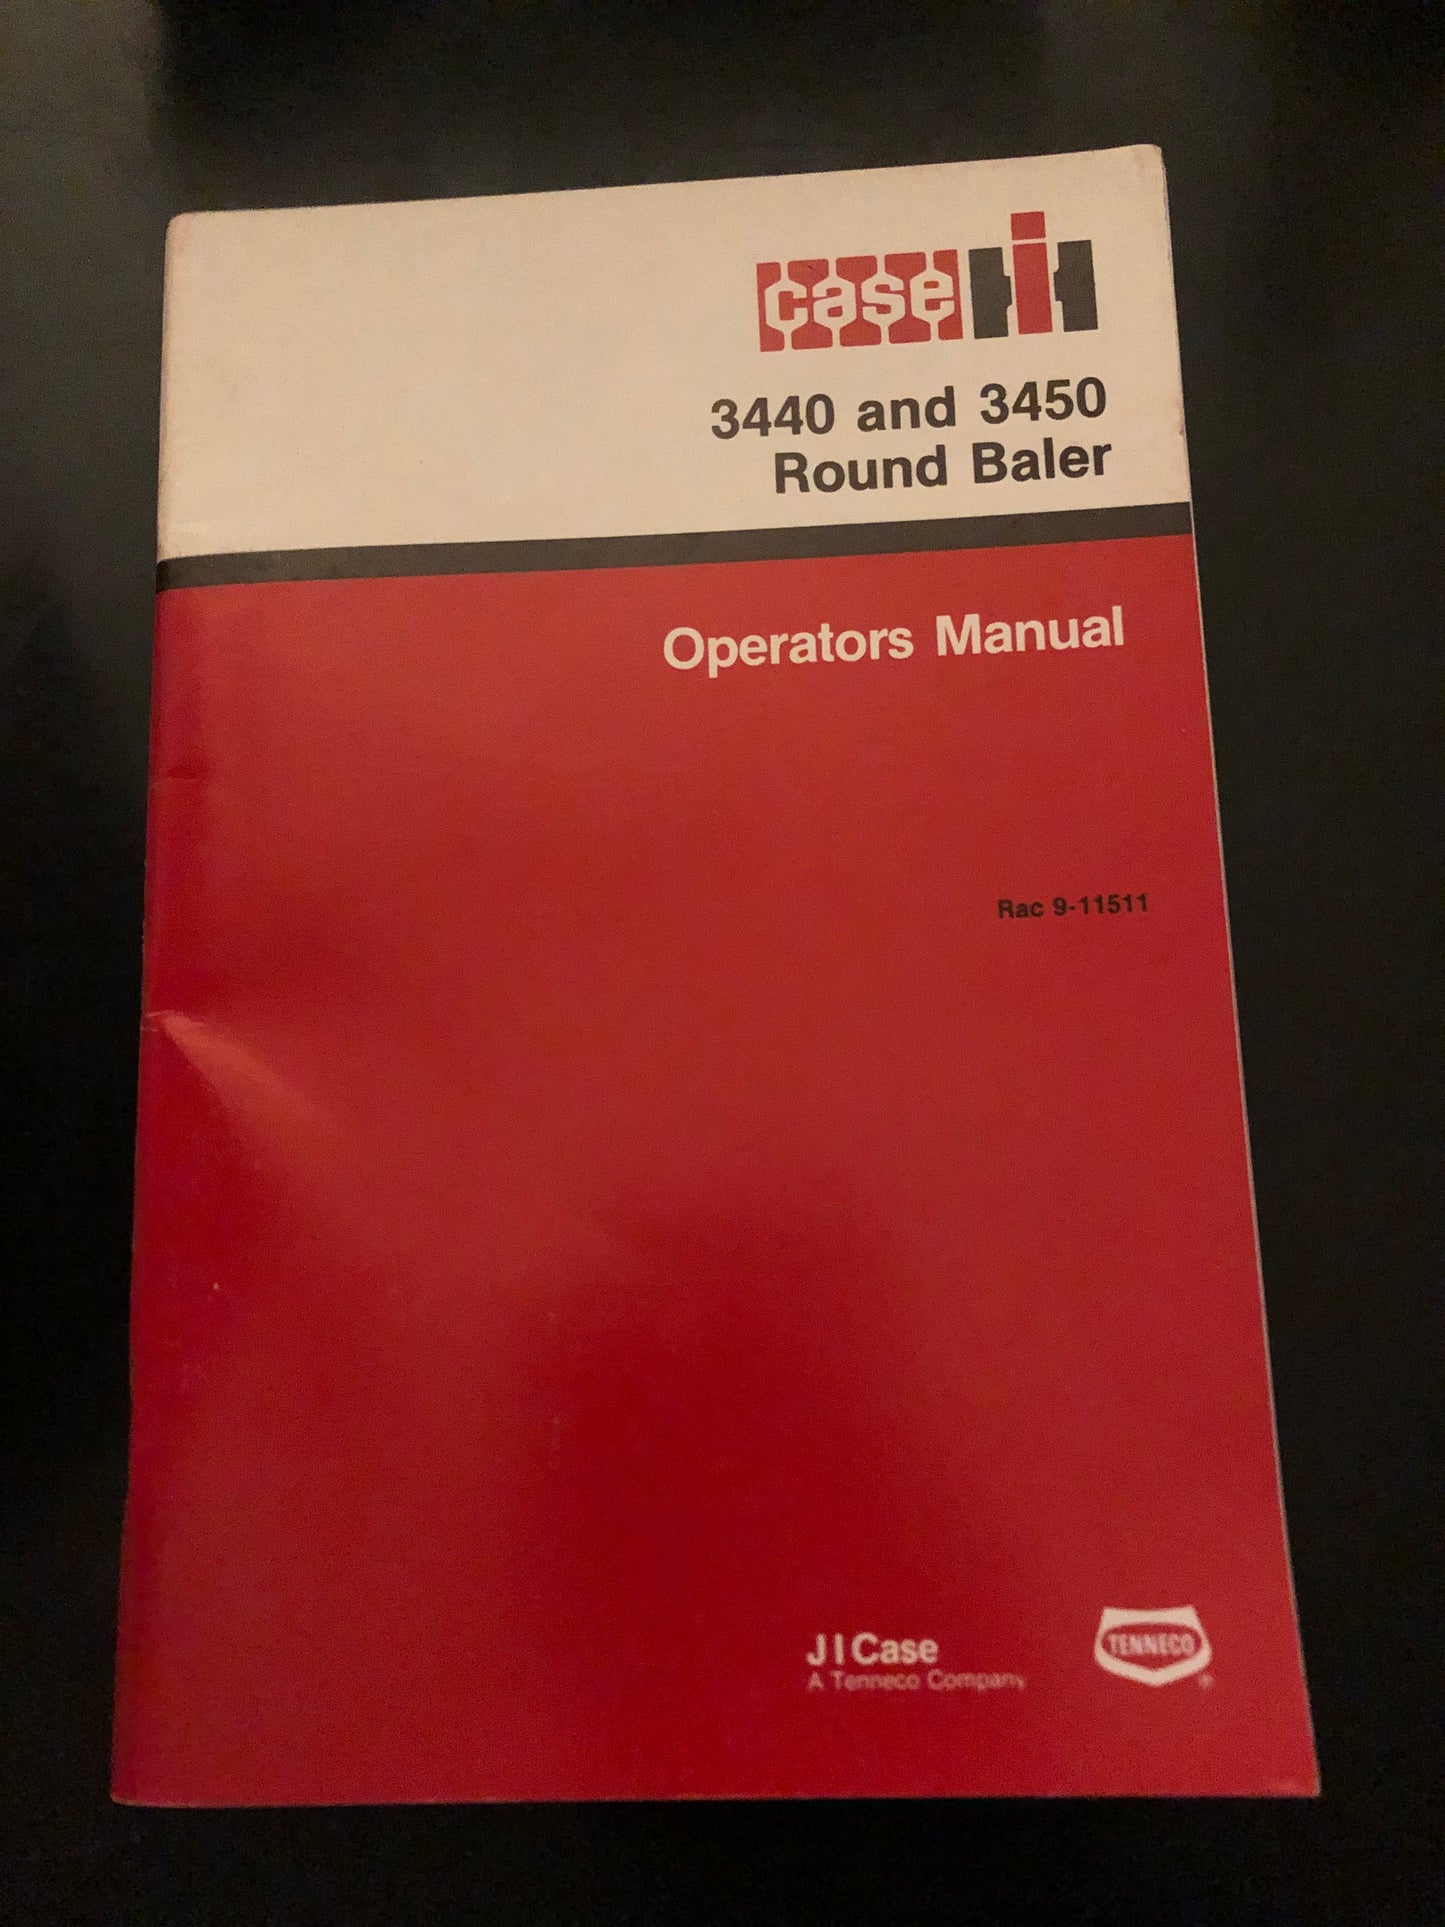 case IH
3440 and 3450
Round Baler
Operators Manual
Rac 9-11511
J I Case
A Tenneco Company
TENNECO
®